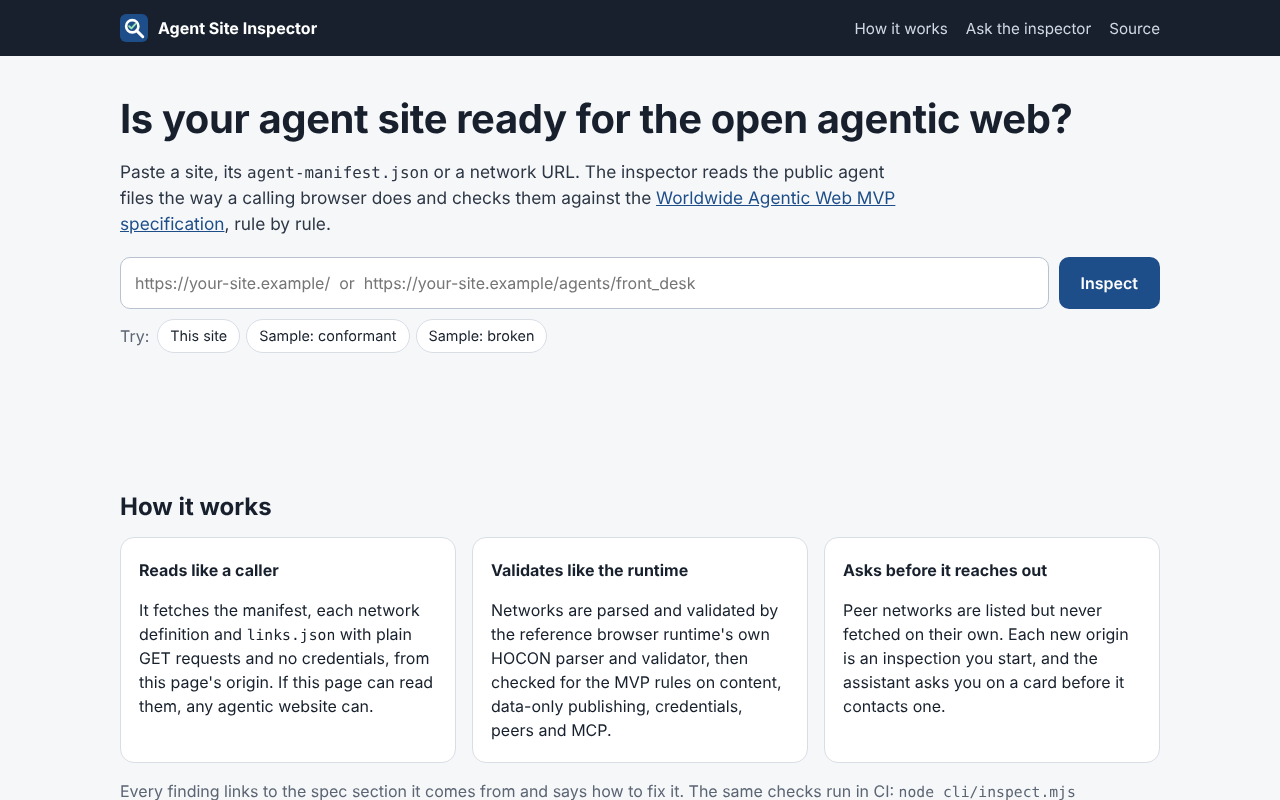 Agent Site Inspector
How it works
Ask the inspector
Source
Is your agent site ready for the open agentic web?
Paste a site, its agent-manifest.json or a network URL. The inspector reads the public agent
files the way a calling browser does and checks them against the Worldwide Agentic Web MVP
specification, rule by rule.
https://your-site.example/  or  https://your-site.example/agents/front_desk
Inspect
Try:
This site
Sample: conformant
Sample: broken
How it works
Reads like a caller
It fetches the manifest, each network
definition and links.json with plain
GET requests and no credentials, from
this page's origin. If this page can read
them, any agentic website can.
Validates like the runtime
Networks are parsed and validated by
the reference browser runtime's own
HOCON parser and validator, then
checked for the MVP rules on content,
data-only publishing, credentials,
peers and MCP.
Asks before it reaches out
Peer networks are listed but never
fetched on their own. Each new origin
is an inspection you start, and the
assistant asks you on a card before it
contacts one.
Every finding links to the spec section it comes from and says how to fix it. The same checks run in CI: node cli/inspect.mjs